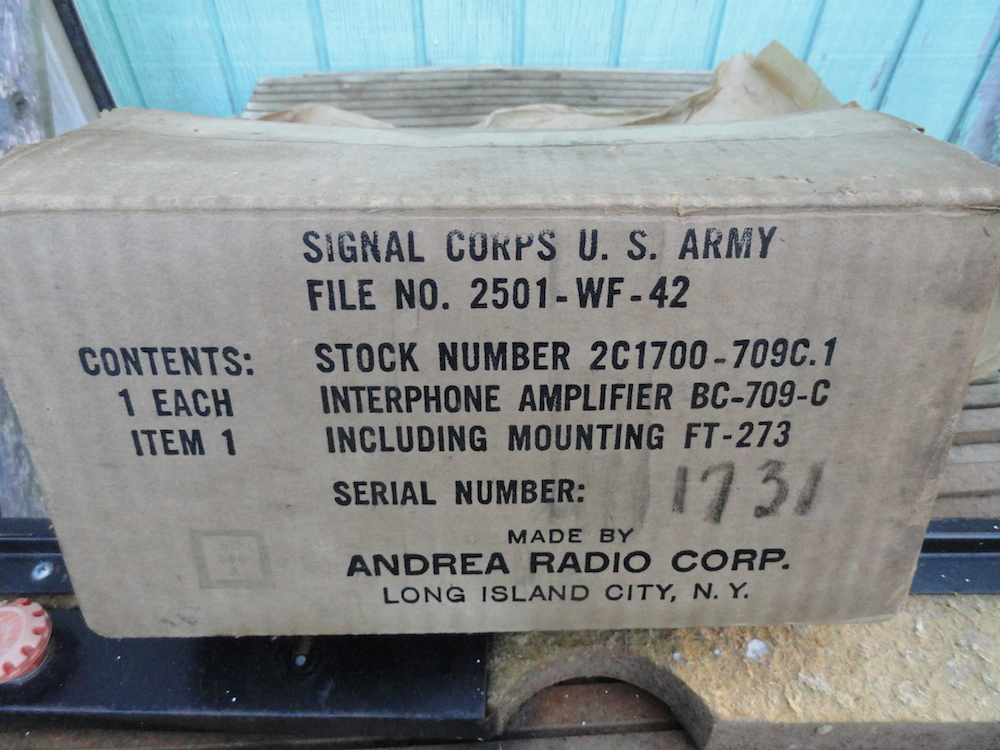 SIGNAL CORPS U. S. ARMY
FILE NO. 2501-WF-42
CONTENTS: STOCK NUMBER 2C1700-709C.1
1 EACH INTERPHONE AMPLIFIER BC-709-C
ITEM 1 INCLUDING MOUNTING FT-273
SERIAL NUMBER: 1731
MADE BY
ANDREA RADIO CORP.
LONG ISLAND CITY, N. Y.